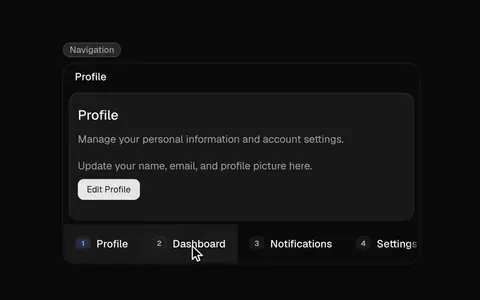 Navigation
Profile
Profile
Manage your personal information and account settings.
Update your name, email, and profile picture here.
Edit Profile
1 Profile 2 Dashboard 3 Notifications 4 Settings